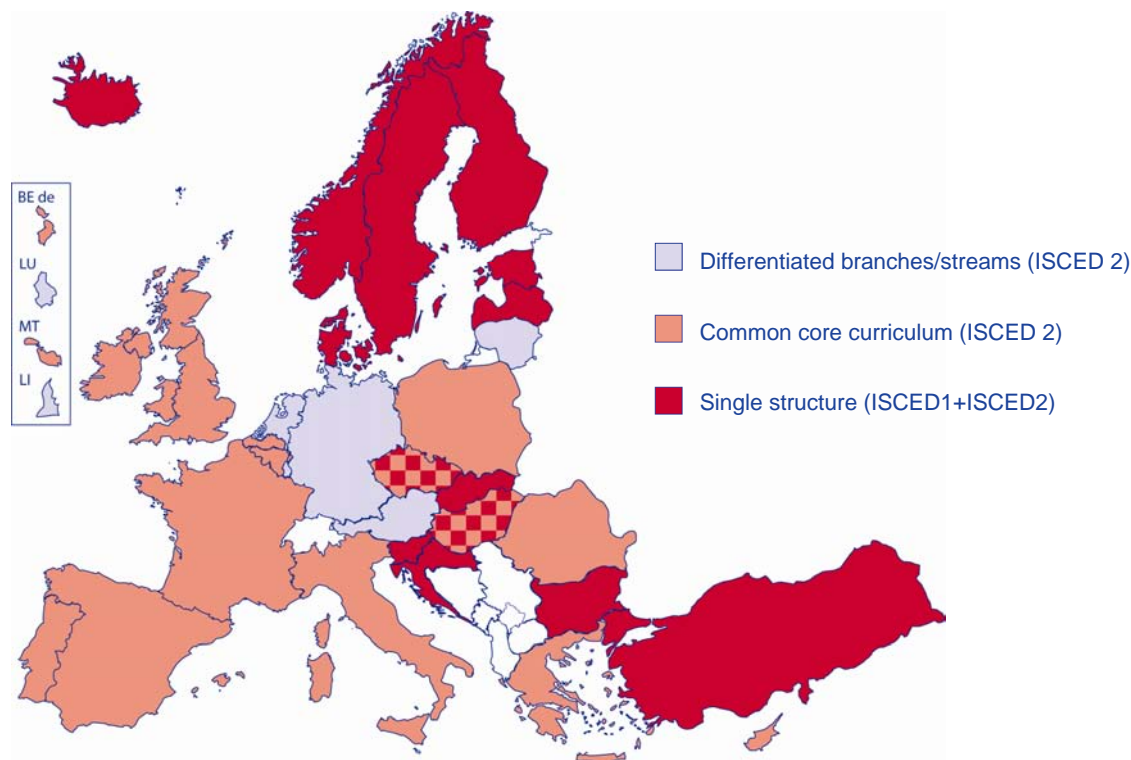 BE de
LU
MT
LI
Differentiated branches/streams (ISCED 2)
Common core curriculum (ISCED 2)
Single structure (ISCED1+ISCED2)